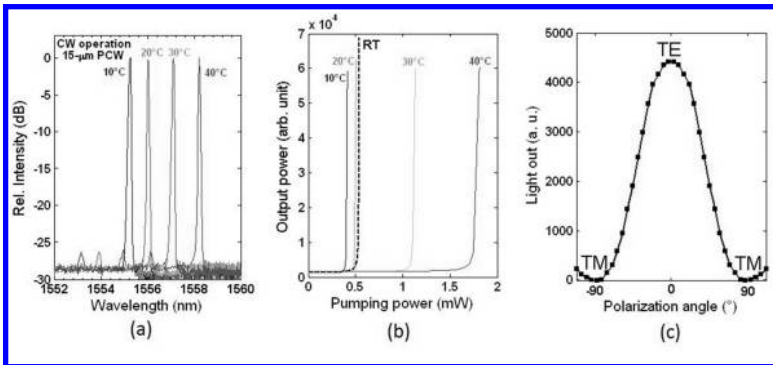 CW operation
15-μm PCW
10°C
20°C
30°C
40°C
0
-5
-10
-15
-20
-25
-30
Rel. Intensity (dB)
1552 1554 1556 1558 1560
Wavelength (nm)
(a)
x 10⁴
RT
20°C
10°C
30°C
40°C
7
6
5
4
3
2
1
0
Output power (arb. unit)
0 0.5 1 1.5 2
Pumping power (mW)
(b)
5000
4000
3000
2000
1000
0
Light out (a. u.)
TE
TM
TM
-90 0 90
Polarization angle (°)
(c)